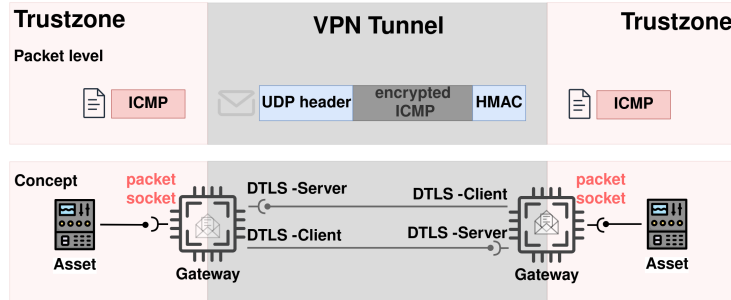 Trustzone
VPN Tunnel
Trustzone
Packet level
ICMP
UDP header
encrypted
ICMP
HMAC
ICMP
Concept
packet
socket
DTLS -Server
DTLS -Client
packet
socket
DTLS -Client
DTLS -Server
Asset
Gateway
Gateway
Asset